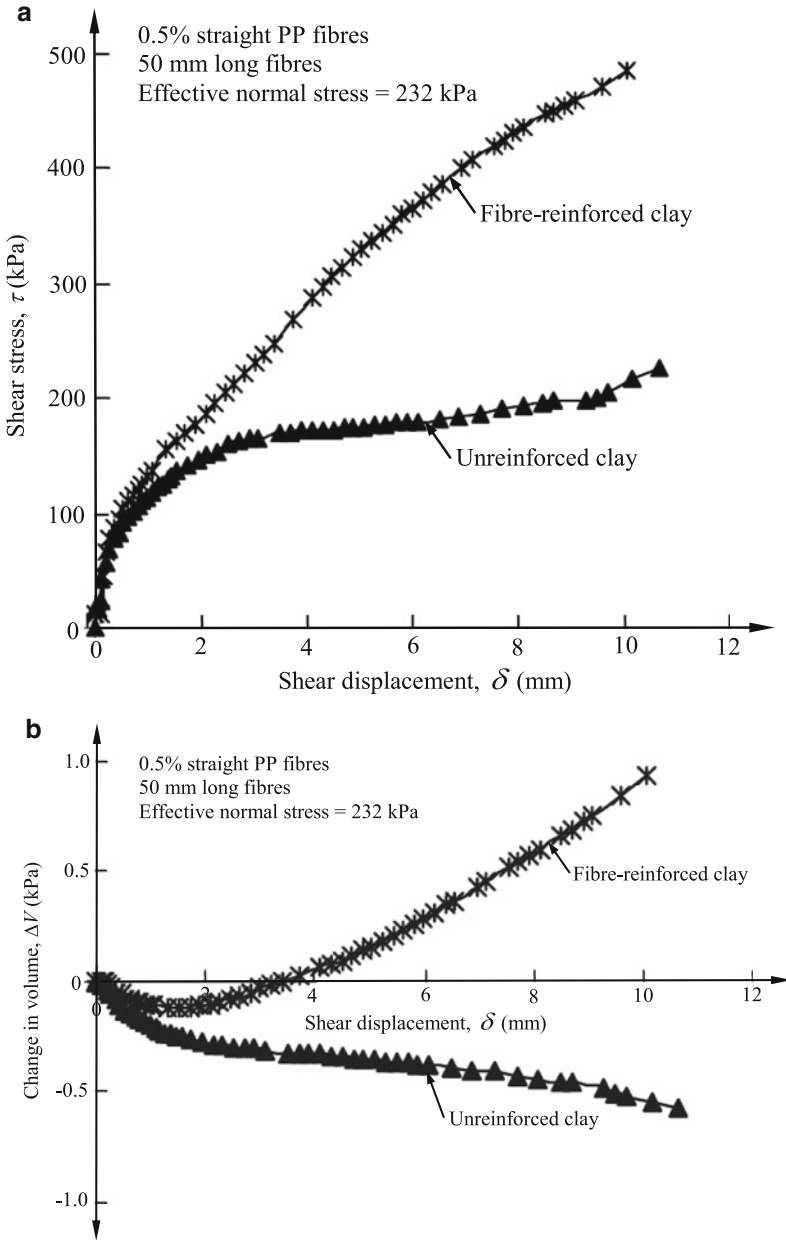 a
0.5% straight PP fibres
50 mm long fibres
Effective normal stress = 232 kPa
500
400
300
200
100
0
Shear stress, τ (kPa)
Fibre-reinforced clay
Unreinforced clay
0 2 4 6 8 10 12
Shear displacement, δ (mm)
b
0.5% straight PP fibres
50 mm long fibres
Effective normal stress = 232 kPa
1.0
0.5
0
-0.5
-1.0
Change in volume, ΔV (kPa)
Fibre-reinforced clay
0 2 4 6 8 10 12
Shear displacement, δ (mm)
Unreinforced clay